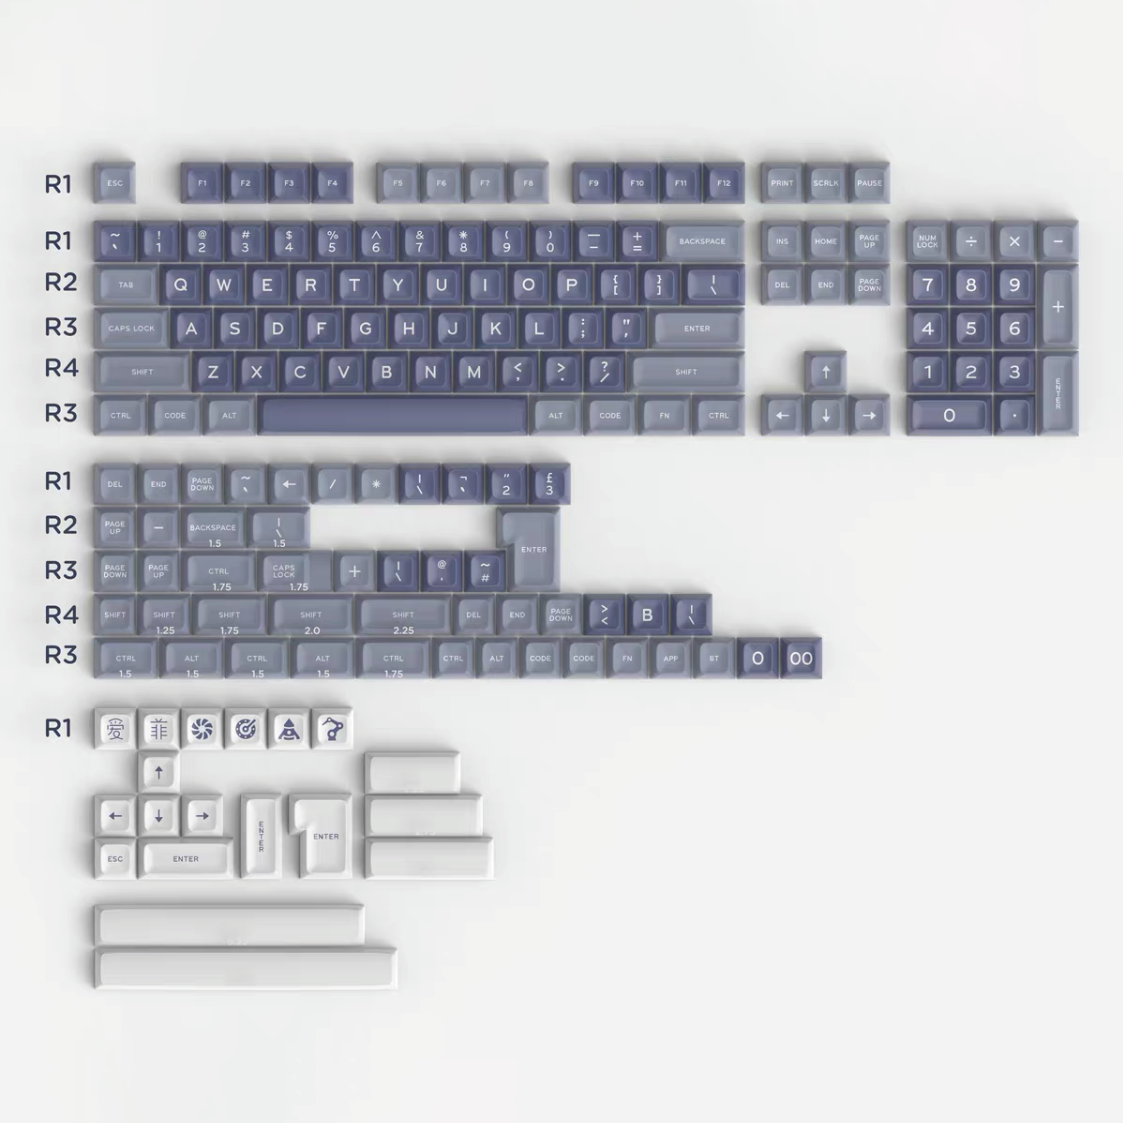 R1 ESC F1 F2 F3 F4 F5 F6 F7 F8 F9 F10 F11 F12 PRINT SCRLK PAUSE
R1 ~ ` ! 1 @ 2 # 3 $ 4 % 5 ^ 6 & 7 * 8 ( 9 ) 0 — - + = BACKSPACE INS HOME PAGE UP NUM LOCK ÷ × −
R2 TAB Q W E R T Y U I O P { [ } ] | \ DEL END PAGE DOWN 7 8 9 +
R3 CAPS LOCK A S D F G H J K L : ; " ' ENTER 4 5 6
R4 SHIFT Z X C V B N M < , > . ? / SHIFT ↑ 1 2 3 ENTER
R3 CTRL CODE ALT ALT CODE FN CTRL ← ↓ → 0 .
R1 DEL END PAGE DOWN ~ ` ← / * | \ ¬ ` " 2 £ 3
R2 PAGE UP − BACKSPACE 1.5 | \ 1.5 ENTER
R3 PAGE DOWN PAGE UP CTRL 1.75 CAPS LOCK 1.75 + | \ @ ' ~ #
R4 SHIFT SHIFT 1.25 SHIFT 1.75 SHIFT 2.0 SHIFT 2.25 DEL END PAGE DOWN > < B | \
R3 CTRL 1.5 ALT 1.5 CTRL 1.5 ALT 1.5 CTRL 1.75 CTRL ALT CODE CODE FN APP BT 0 00
R1 爱 菲
↑
← ↓ → ENTER ENTER
ESC ENTER